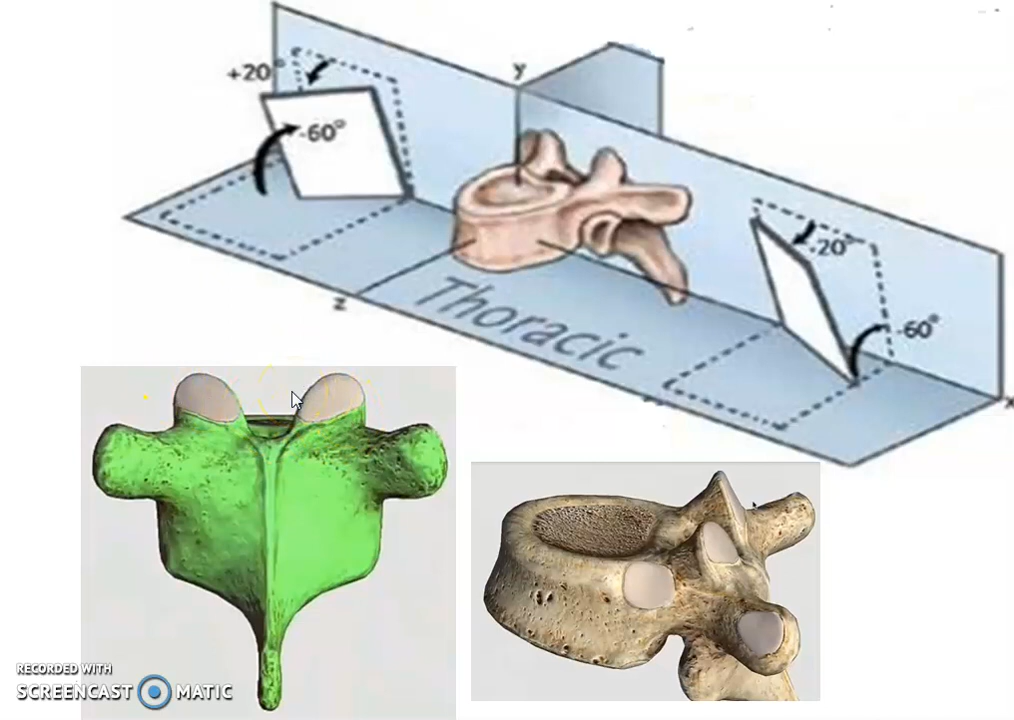 y
+20°
-60°
-20°
-60°
z
Thoracic
x
RECORDED WITH
SCREENCAST MATIC